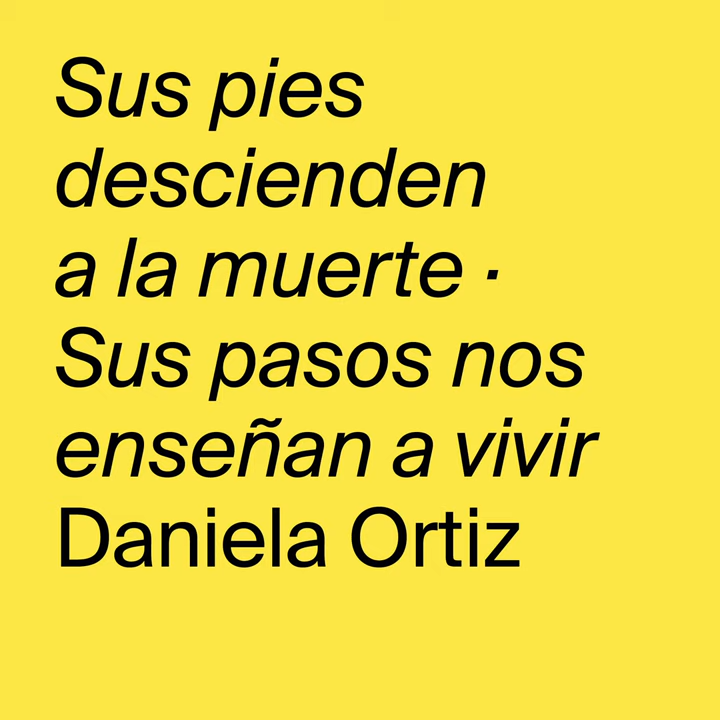 Sus pies
descienden
a la muerte ·
Sus pasos nos
enseñan a vivir
Daniela Ortiz